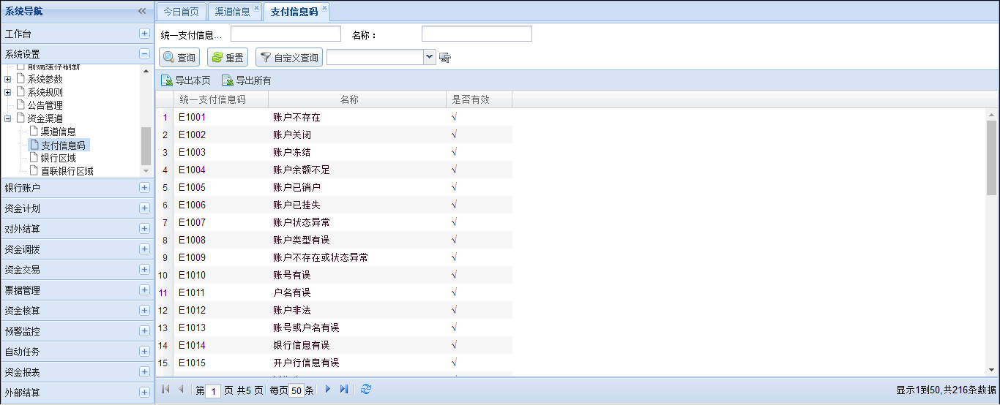 系统导航
工作台
系统设置
前端缓存刷新
系统参数
系统规则
公告管理
资金渠道
渠道信息
支付信息码
银行区域
直联银行区域
银行账户
资金计划
对外结算
资金调拨
资金交易
票据管理
资金核算
预警监控
自动任务
资金报表
外部结算
今日首页 渠道信息 支付信息码
统一支付信息... 名称：
查询 重置 自定义查询
导出本页 导出所有
统一支付信息码 名称 是否有效
1 E1001 账户不存在 √
2 E1002 账户关闭 √
3 E1003 账户冻结 √
4 E1004 账户余额不足 √
5 E1005 账户已销户 √
6 E1006 账户已挂失 √
7 E1007 账户状态异常 √
8 E1008 账户类型有误 √
9 E1009 账户不存在或状态异常 √
10 E1010 账号有误 √
11 E1011 户名有误 √
12 E1012 账户非法 √
13 E1013 账号或户名有误 √
14 E1014 银行信息有误 √
15 E1015 开户行信息有误 √
第 1 页 共5 页 每页 50 条 显示1到50,共216条数据